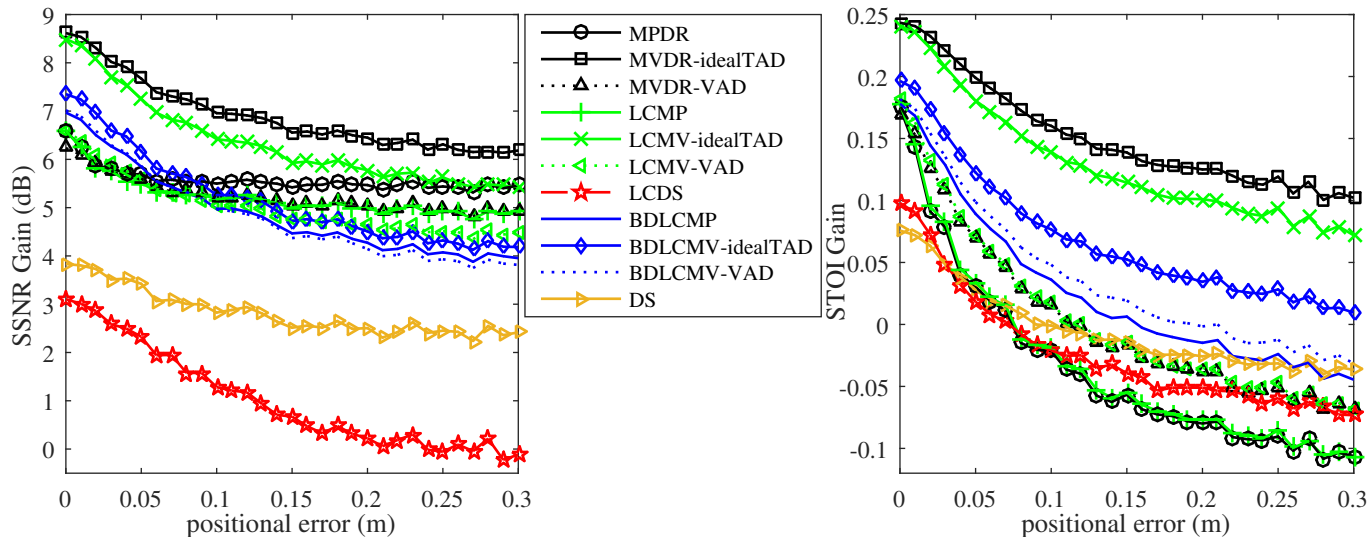 SSNR Gain (dB)
9
8
7
6
5
4
3
2
1
0
0
0.05
0.1
0.15
0.2
0.25
0.3
positional error (m)
MPDR
MVDR-idealTAD
MVDR-VAD
LCMP
LCMV-idealTAD
LCMV-VAD
LCDS
BDLCMP
BDLCMV-idealTAD
BDLCMV-VAD
DS
STOI Gain
0.25
0.2
0.15
0.1
0.05
0
-0.05
-0.1
0
0.05
0.1
0.15
0.2
0.25
0.3
positional error (m)